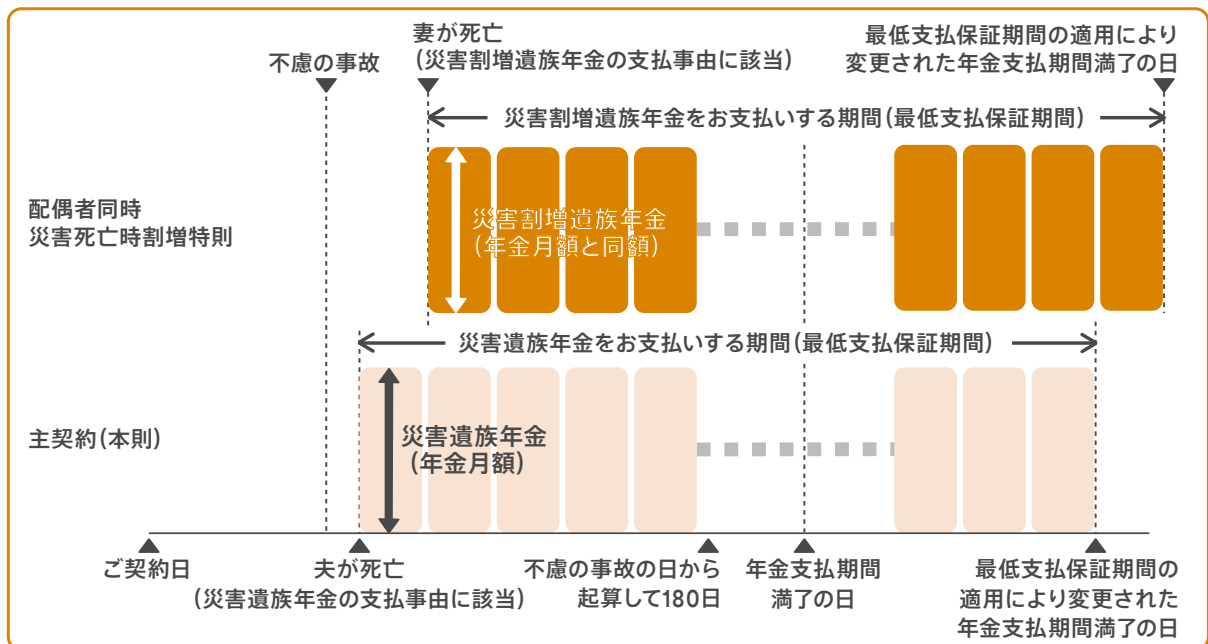 不慮の事故
妻が死亡
(災害割増遺族年金の支払事由に該当)
最低支払保証期間の適用により
変更された年金支払期間満了の日
災害割増遺族年金をお支払いする期間(最低支払保証期間)
配偶者同時
災害死亡時割増特則
災害割増遺族年金
(年金月額と同額)
災害遺族年金をお支払いする期間(最低支払保証期間)
主契約(本則)
災害遺族年金
(年金月額)
ご契約日
夫が死亡
(災害遺族年金の支払事由に該当)
不慮の事故の日から
起算して180日
年金支払期間
満了の日
最低支払保証期間の
適用により変更された
年金支払期間満了の日